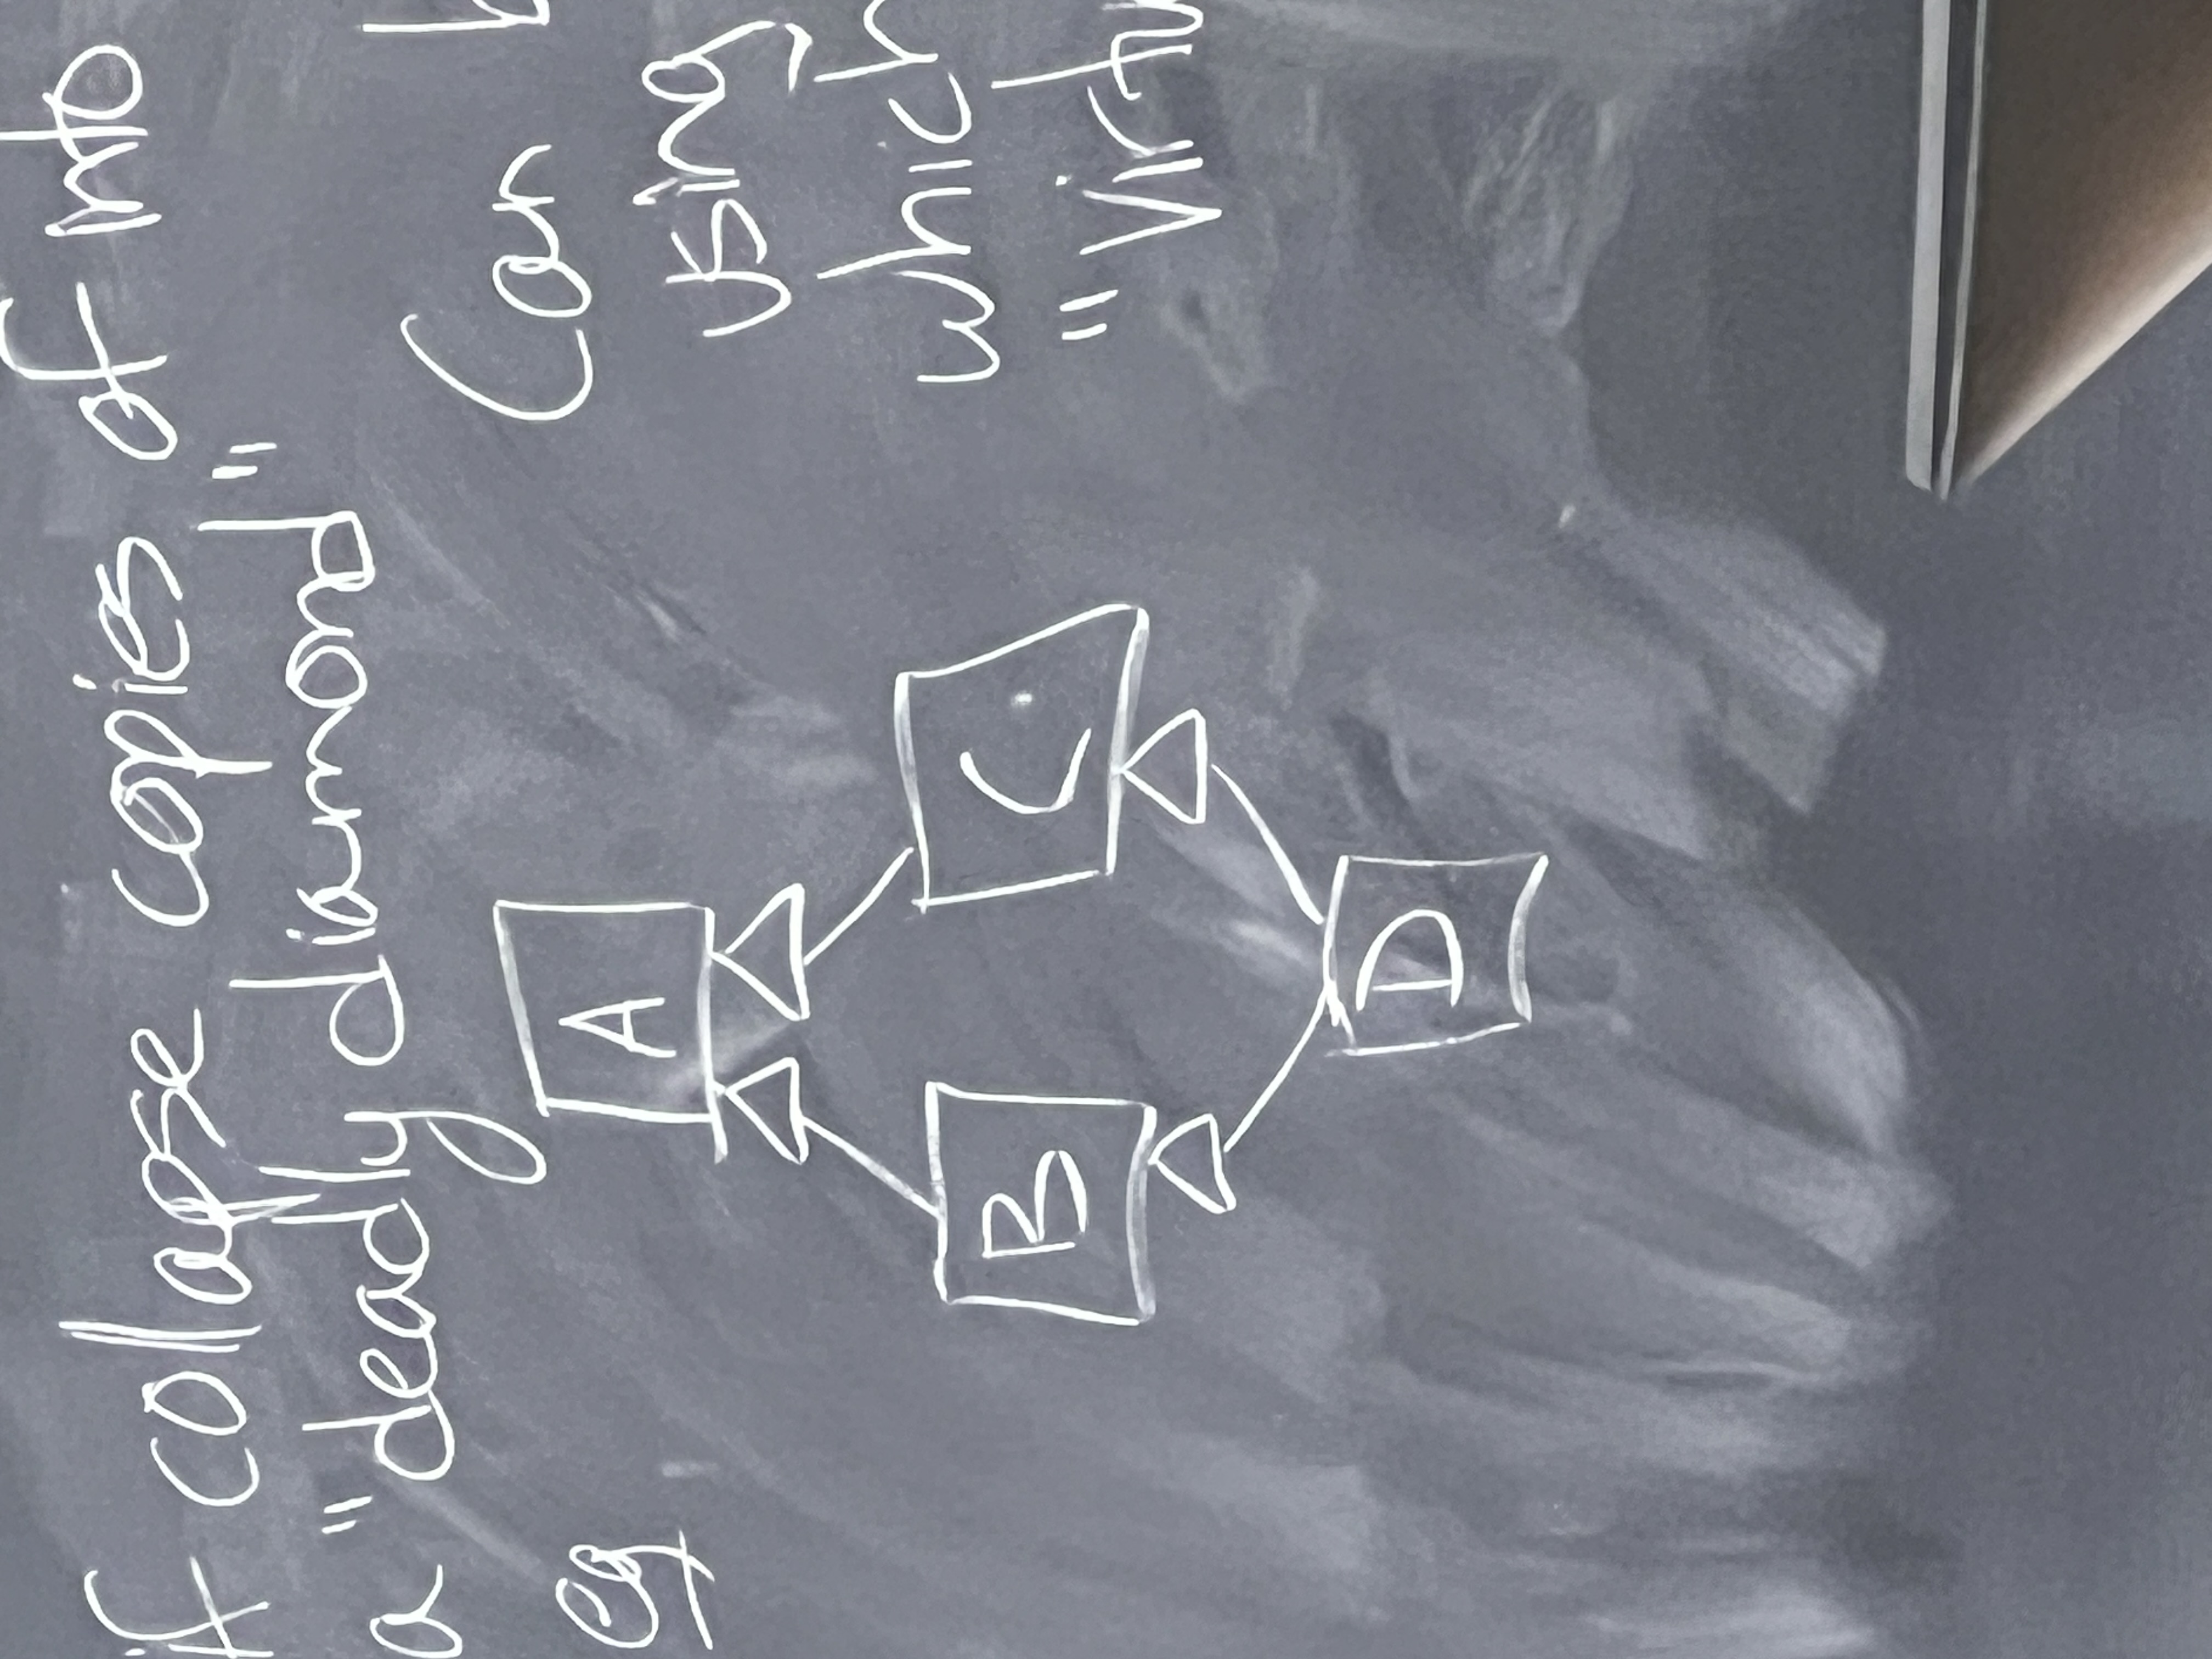 if collapse copies of into
a "deadly diamond"
eg
A
B
C
D
Can b
using
which
"virtu